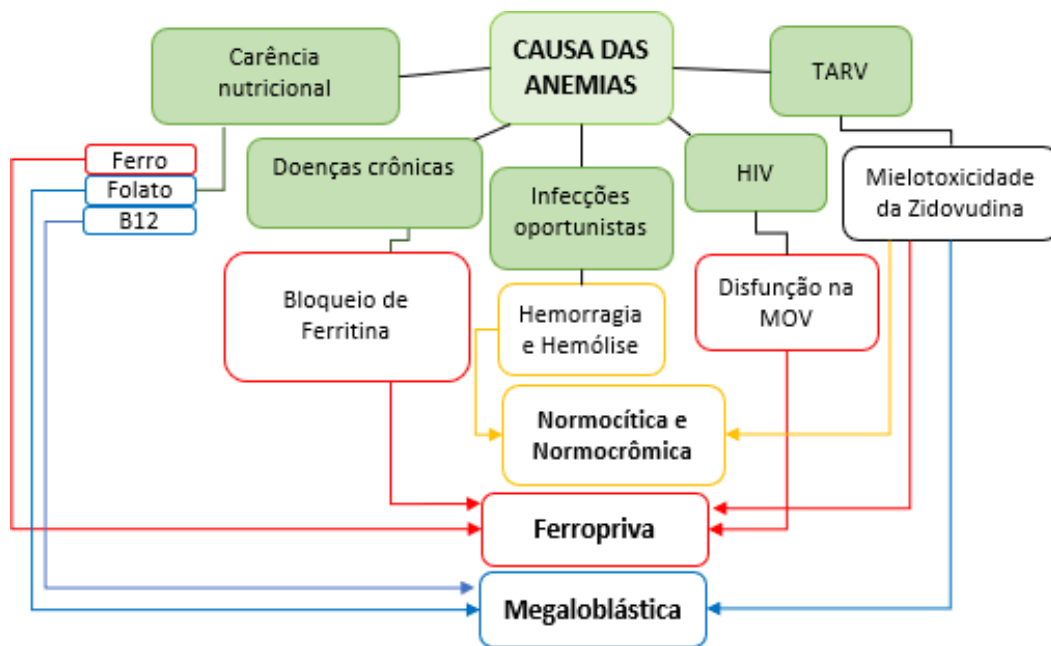 CAUSA DAS
ANEMIAS
Carência
nutricional
TARV
Ferro
Folato
B12
Doenças crônicas
Infecções
oportunistas
HIV
Mielotoxicidade
da Zidovudina
Bloqueio de
Ferritina
Hemorragia
e Hemólise
Disfunção na
MOV
Normocítica e
Normocrômica
Ferropriva
Megaloblástica